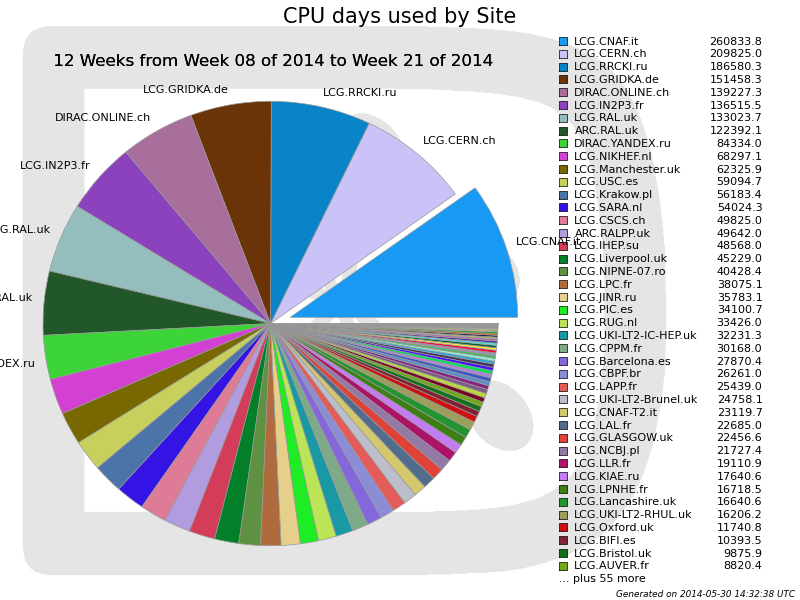 CPU days used by Site
12 Weeks from Week 08 of 2014 to Week 21 of 2014
LCG.GRIDKA.de
LCG.RRCKI.ru
DIRAC.ONLINE.ch
LCG.CERN.ch
LCG.IN2P3.fr
G.RAL.uk
LCG.CNAF.it
RAL.uk
DEX.ru
LCG.CNAF.it 260833.8
LCG.CERN.ch 209825.0
LCG.RRCKI.ru 186580.3
LCG.GRIDKA.de 151458.3
DIRAC.ONLINE.ch 139227.3
LCG.IN2P3.fr 136515.5
LCG.RAL.uk 133023.7
ARC.RAL.uk 122392.1
DIRAC.YANDEX.ru 84334.0
LCG.NIKHEF.nl 68297.1
LCG.Manchester.uk 62325.9
LCG.USC.es 59094.7
LCG.Krakow.pl 56183.4
LCG.SARA.nl 54024.3
LCG.CSCS.ch 49825.0
ARC.RALPP.uk 49642.0
LCG.IHEP.su 48568.0
LCG.Liverpool.uk 45229.0
LCG.NIPNE-07.ro 40428.4
LCG.LPC.fr 38075.1
LCG.JINR.ru 35783.1
LCG.PIC.es 34100.7
LCG.RUG.nl 33426.0
LCG.UKI-LT2-IC-HEP.uk 32231.3
LCG.CPPM.fr 30168.0
LCG.Barcelona.es 27870.4
LCG.CBPF.br 26261.0
LCG.LAPP.fr 25439.0
LCG.UKI-LT2-Brunel.uk 24758.1
LCG.CNAF-T2.it 23119.7
LCG.LAL.fr 22685.0
LCG.GLASGOW.uk 22456.6
LCG.NCBJ.pl 21727.4
LCG.LLR.fr 19110.9
LCG.KIAE.ru 17640.6
LCG.LPNHE.fr 16718.5
LCG.Lancashire.uk 16640.6
LCG.UKI-LT2-RHUL.uk 16206.2
LCG.Oxford.uk 11740.8
LCG.BIFI.es 10393.5
LCG.Bristol.uk 9875.9
LCG.AUVER.fr 8820.4
... plus 55 more
Generated on 2014-05-30 14:32:38 UTC